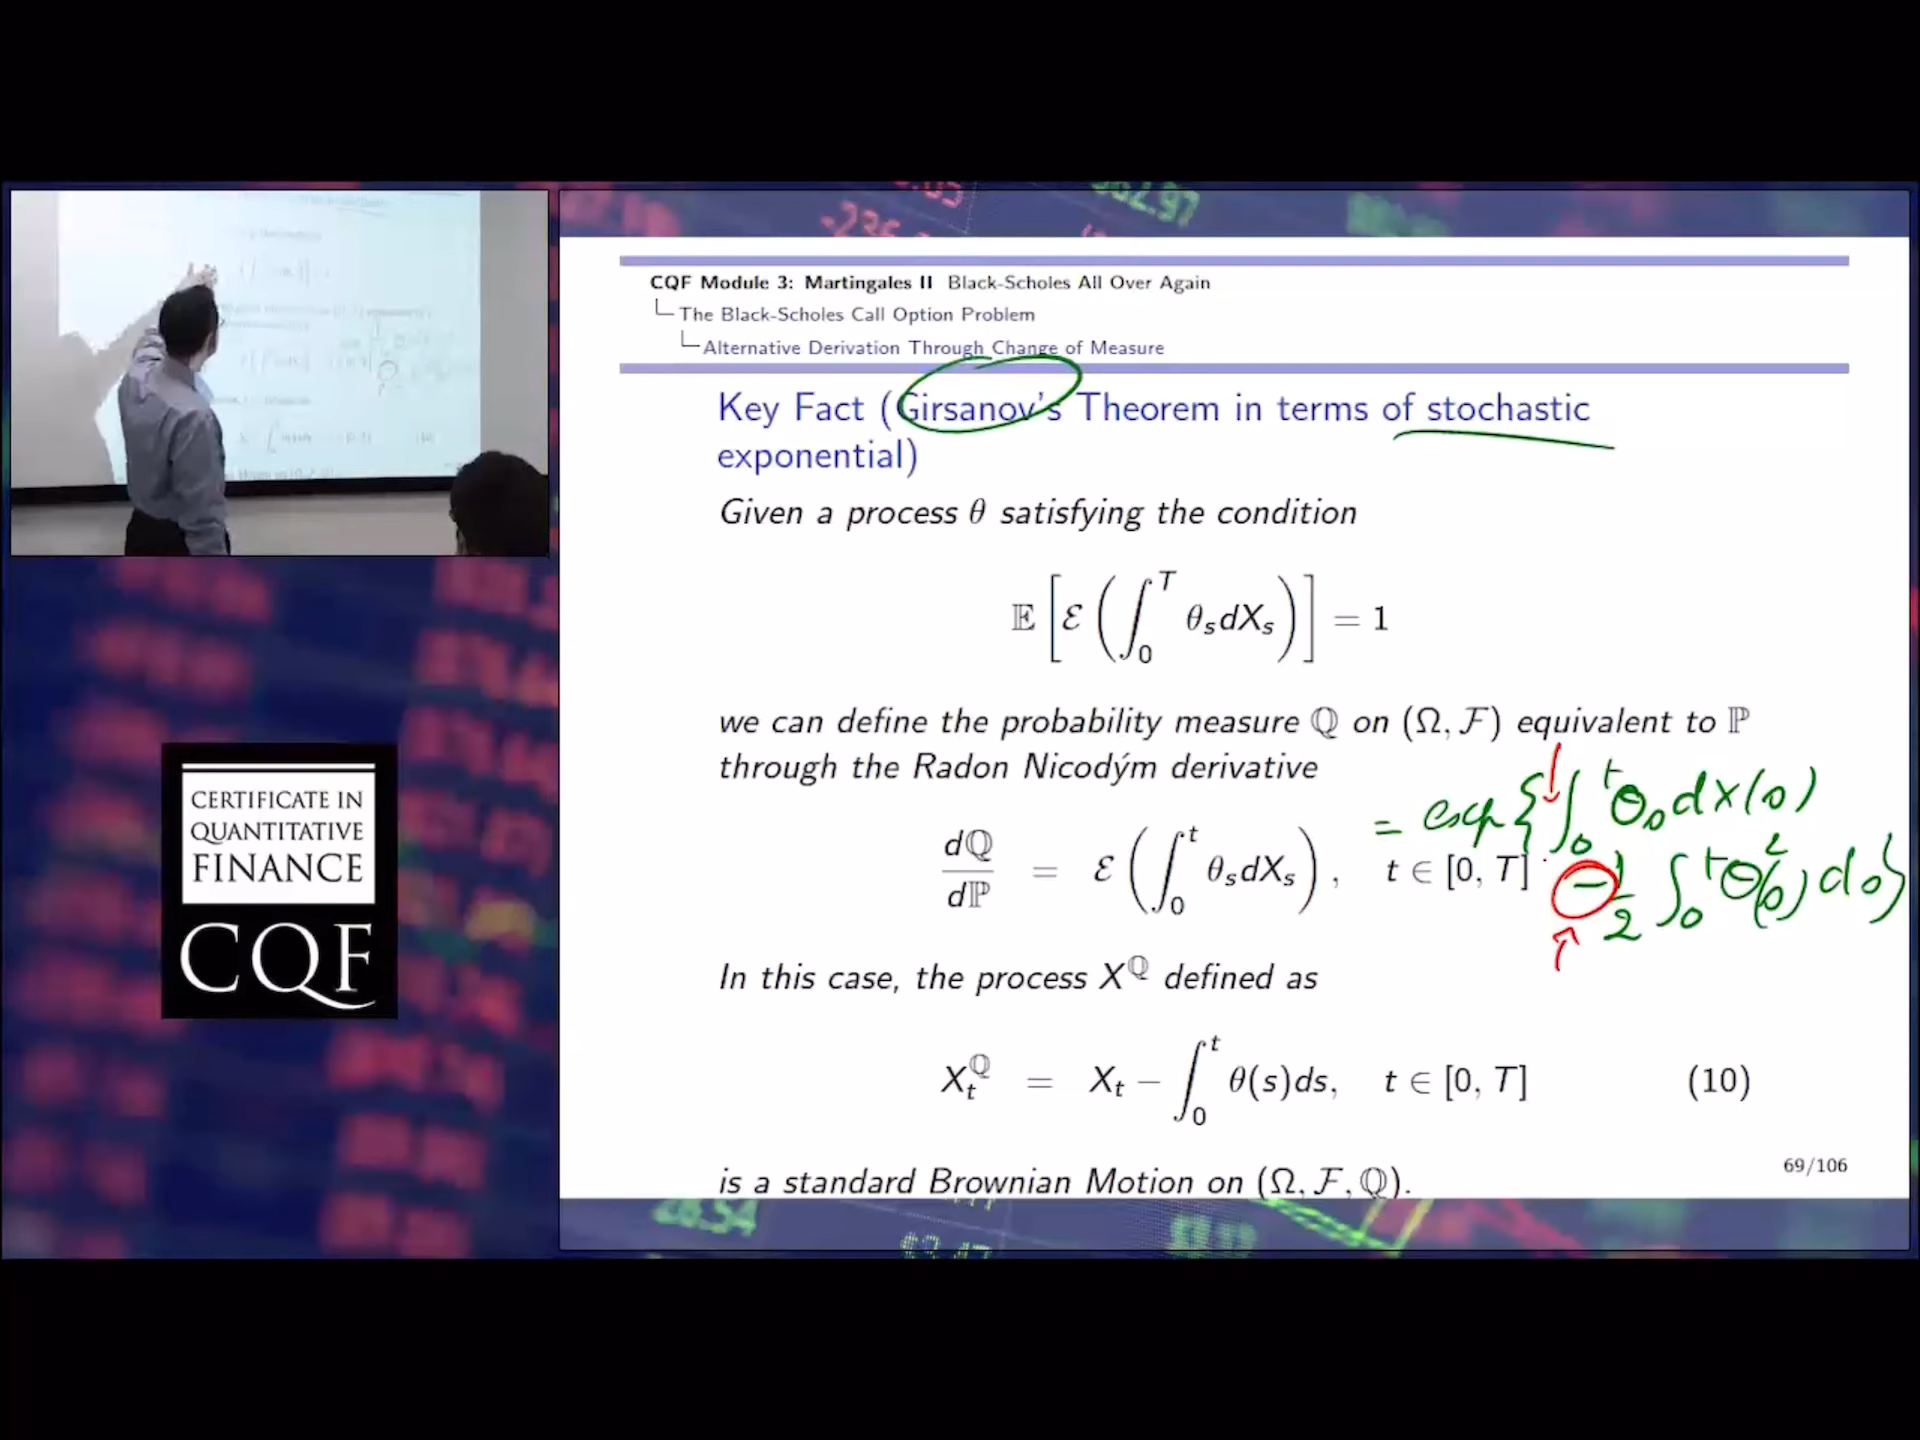 CQF Module 3: Martingales II Black-Scholes All Over Again
The Black-Scholes Call Option Problem
Alternative Derivation Through Change of Measure
Key Fact (Girsanov's Theorem in terms of stochastic
exponential)
Given a process θ satisfying the condition
𝔼[ℰ(∫₀ᵀ θₛdXₛ)] = 1
we can define the probability measure ℚ on (Ω, ℱ) equivalent to ℙ
through the Radon Nicodým derivative
= exp{∫₀ᵗ θₛ dX(s)
dℚ/dℙ = ℰ(∫₀ᵗ θₛdXₛ), t ∈ [0, T]
− 1/2 ∫₀ᵗ θ²(s) ds}
In this case, the process X^ℚ defined as
X_t^ℚ = X_t − ∫₀ᵗ θ(s)ds, t ∈ [0, T] (10)
69/106
is a standard Brownian Motion on (Ω, ℱ, ℚ).
CERTIFICATE IN
QUANTITATIVE
FINANCE
CQF